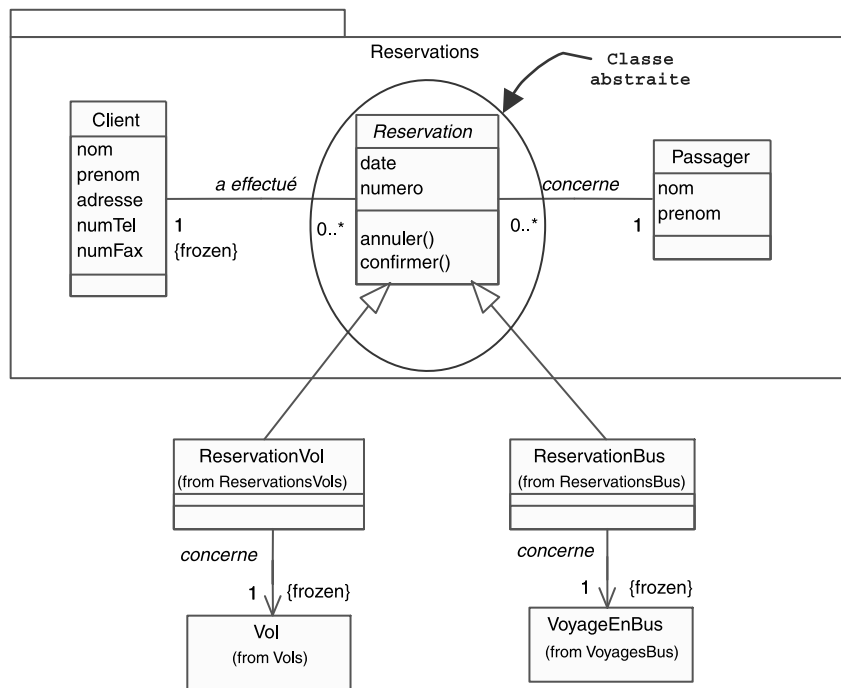 Reservations
Classe
abstraite
Client
nom
prenom
adresse
numTel
numFax
a effectué
1
{frozen}
0..*
Reservation
date
numero
annuler()
confirmer()
concerne
0..*
1
Passager
nom
prenom
ReservationVol
(from ReservationsVols)
ReservationBus
(from ReservationsBus)
concerne
1 {frozen}
concerne
1 {frozen}
Vol
(from Vols)
VoyageEnBus
(from VoyagesBus)